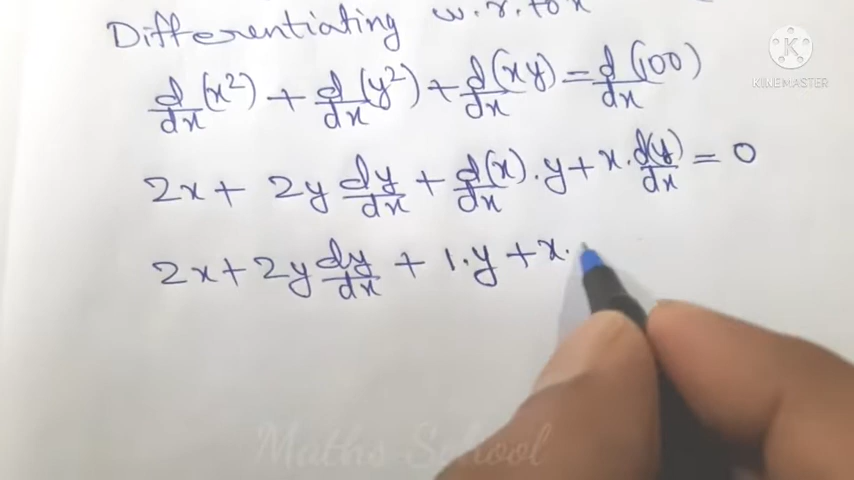 Differentiating w.r.to x
d/dx(x²) + d/dx(y²) + d/dx(xy) = d/dx(100)
2x + 2y dy/dx + d(x)/dx . y + x . d(y)/dx = 0
2x + 2y dy/dx + 1.y + x.
K
KINEMASTER
Maths School